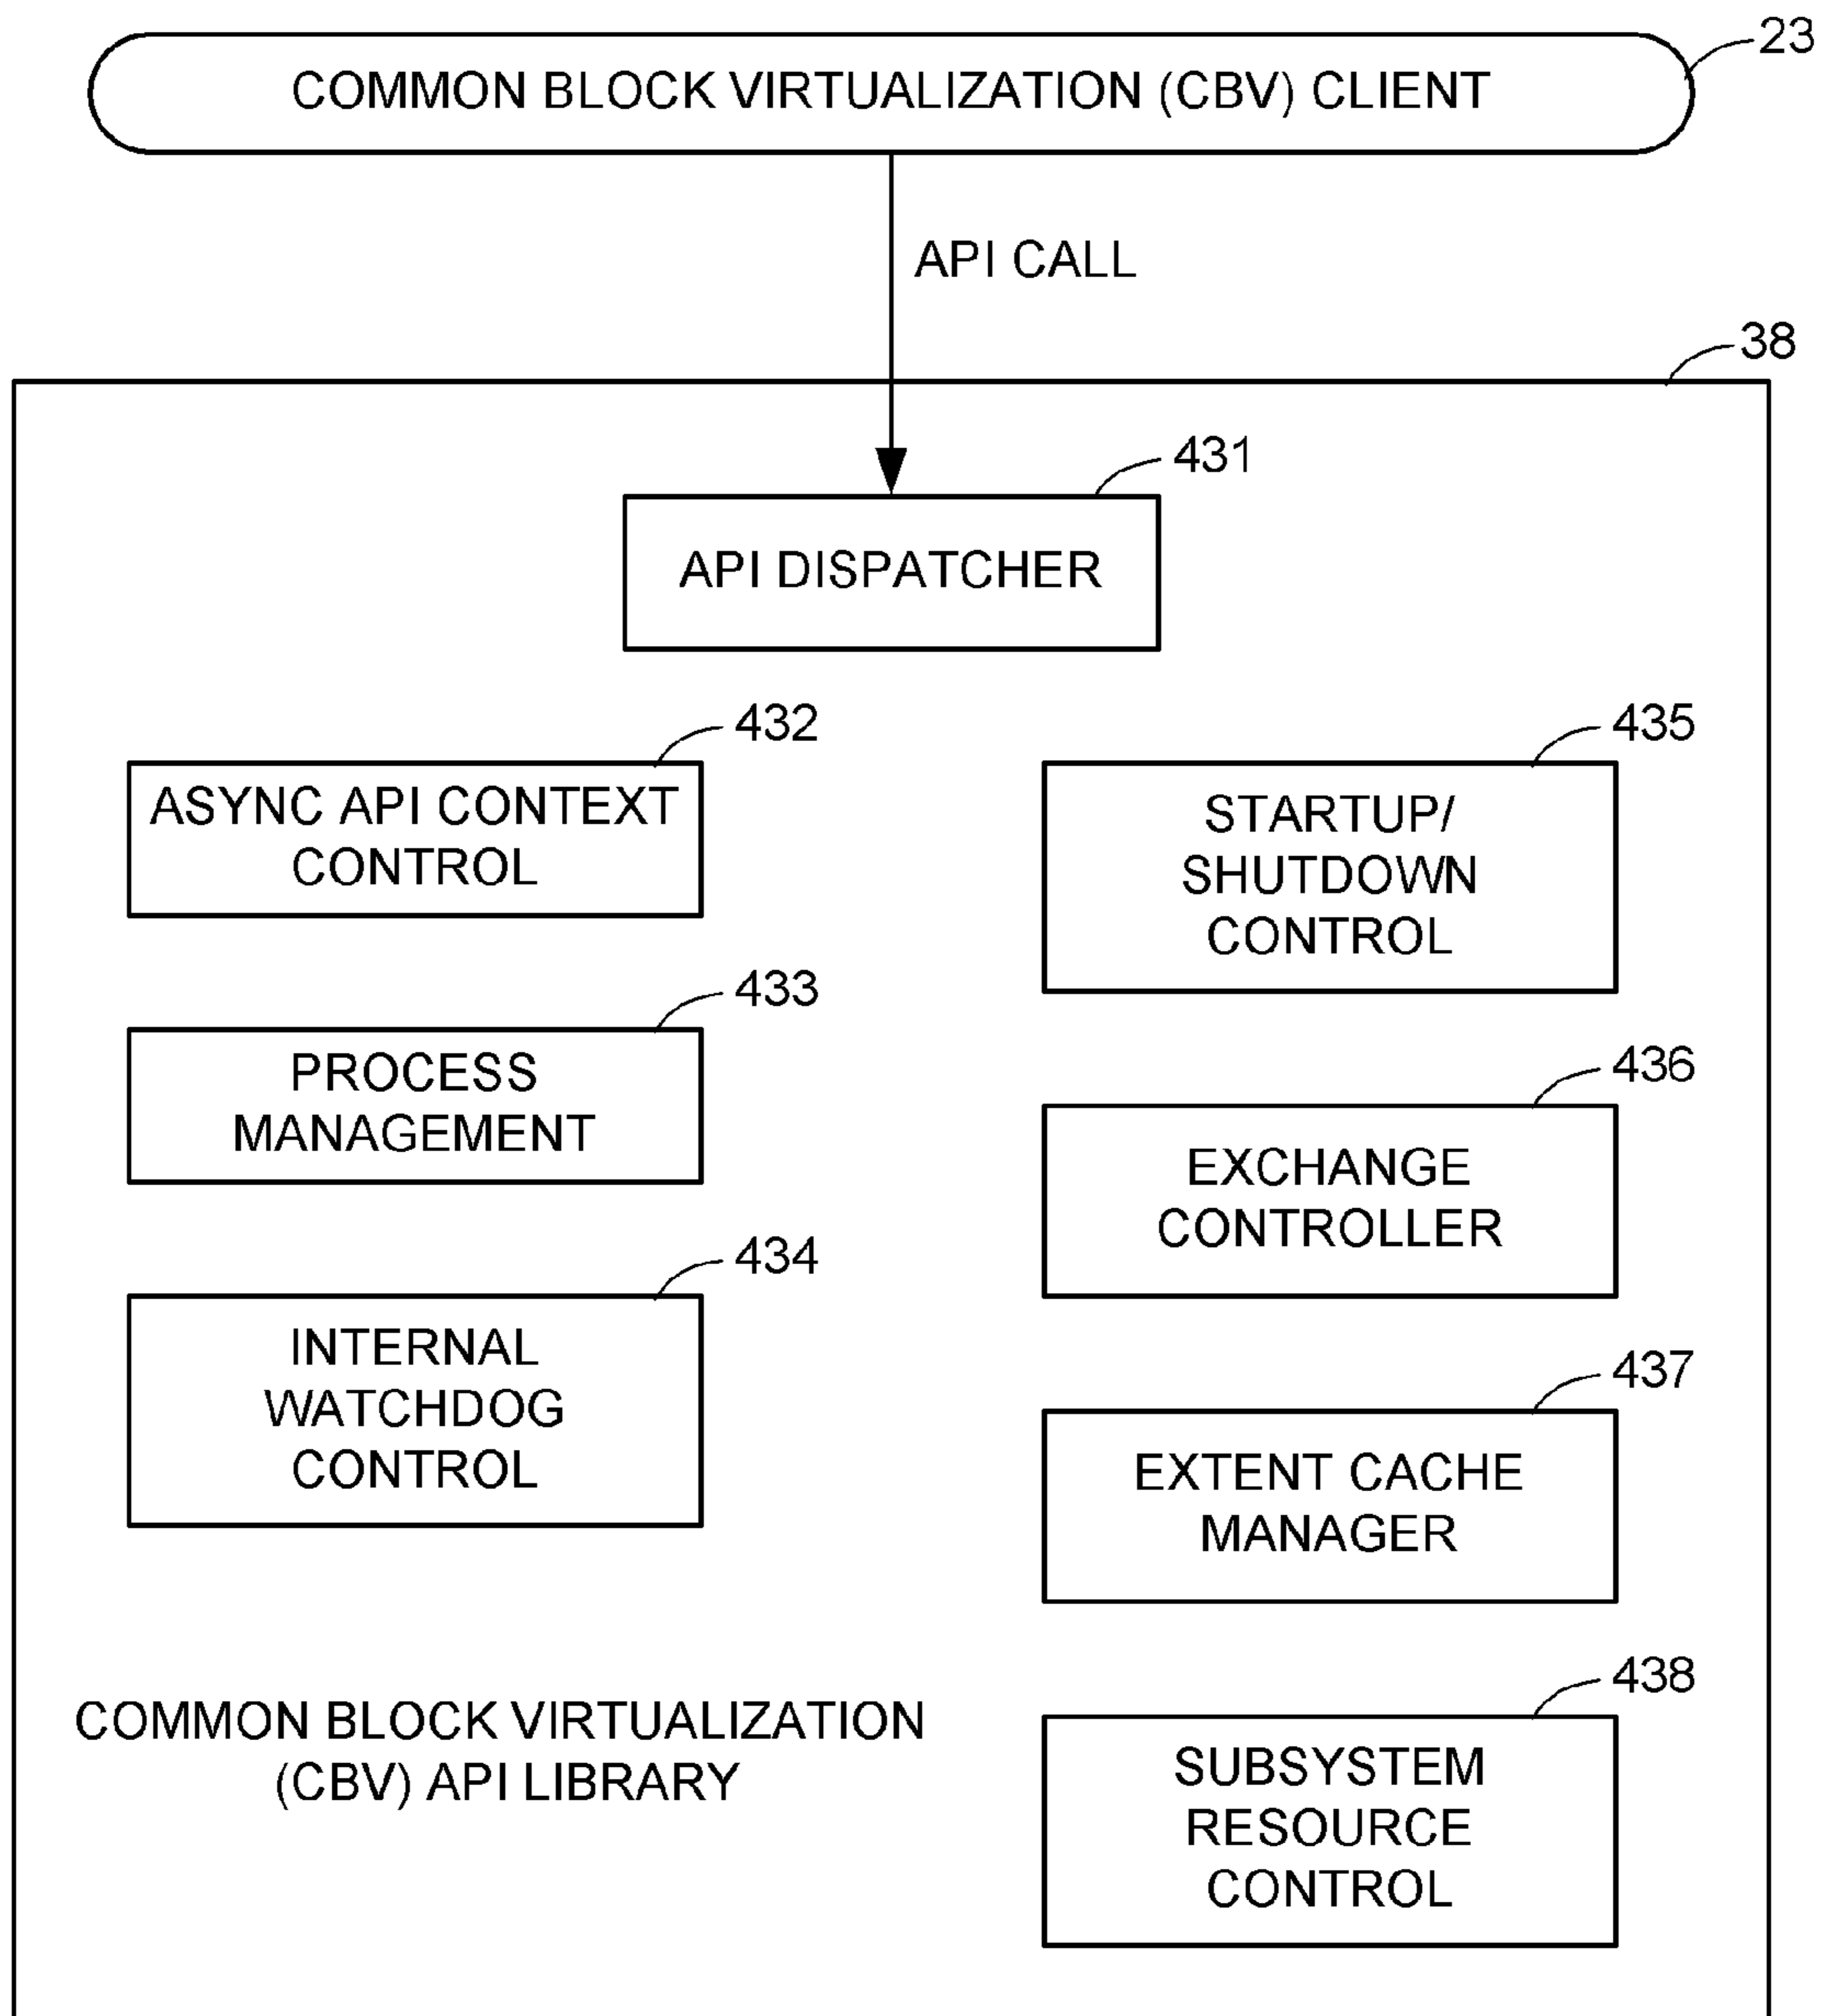 23
COMMON BLOCK VIRTUALIZATION (CBV) CLIENT
API CALL
38
431
API DISPATCHER
432
ASYNC API CONTEXT
CONTROL
433
PROCESS
MANAGEMENT
434
INTERNAL
WATCHDOG
CONTROL
435
STARTUP/
SHUTDOWN
CONTROL
436
EXCHANGE
CONTROLLER
437
EXTENT CACHE
MANAGER
438
SUBSYSTEM
RESOURCE
CONTROL
COMMON BLOCK VIRTUALIZATION
(CBV) API LIBRARY